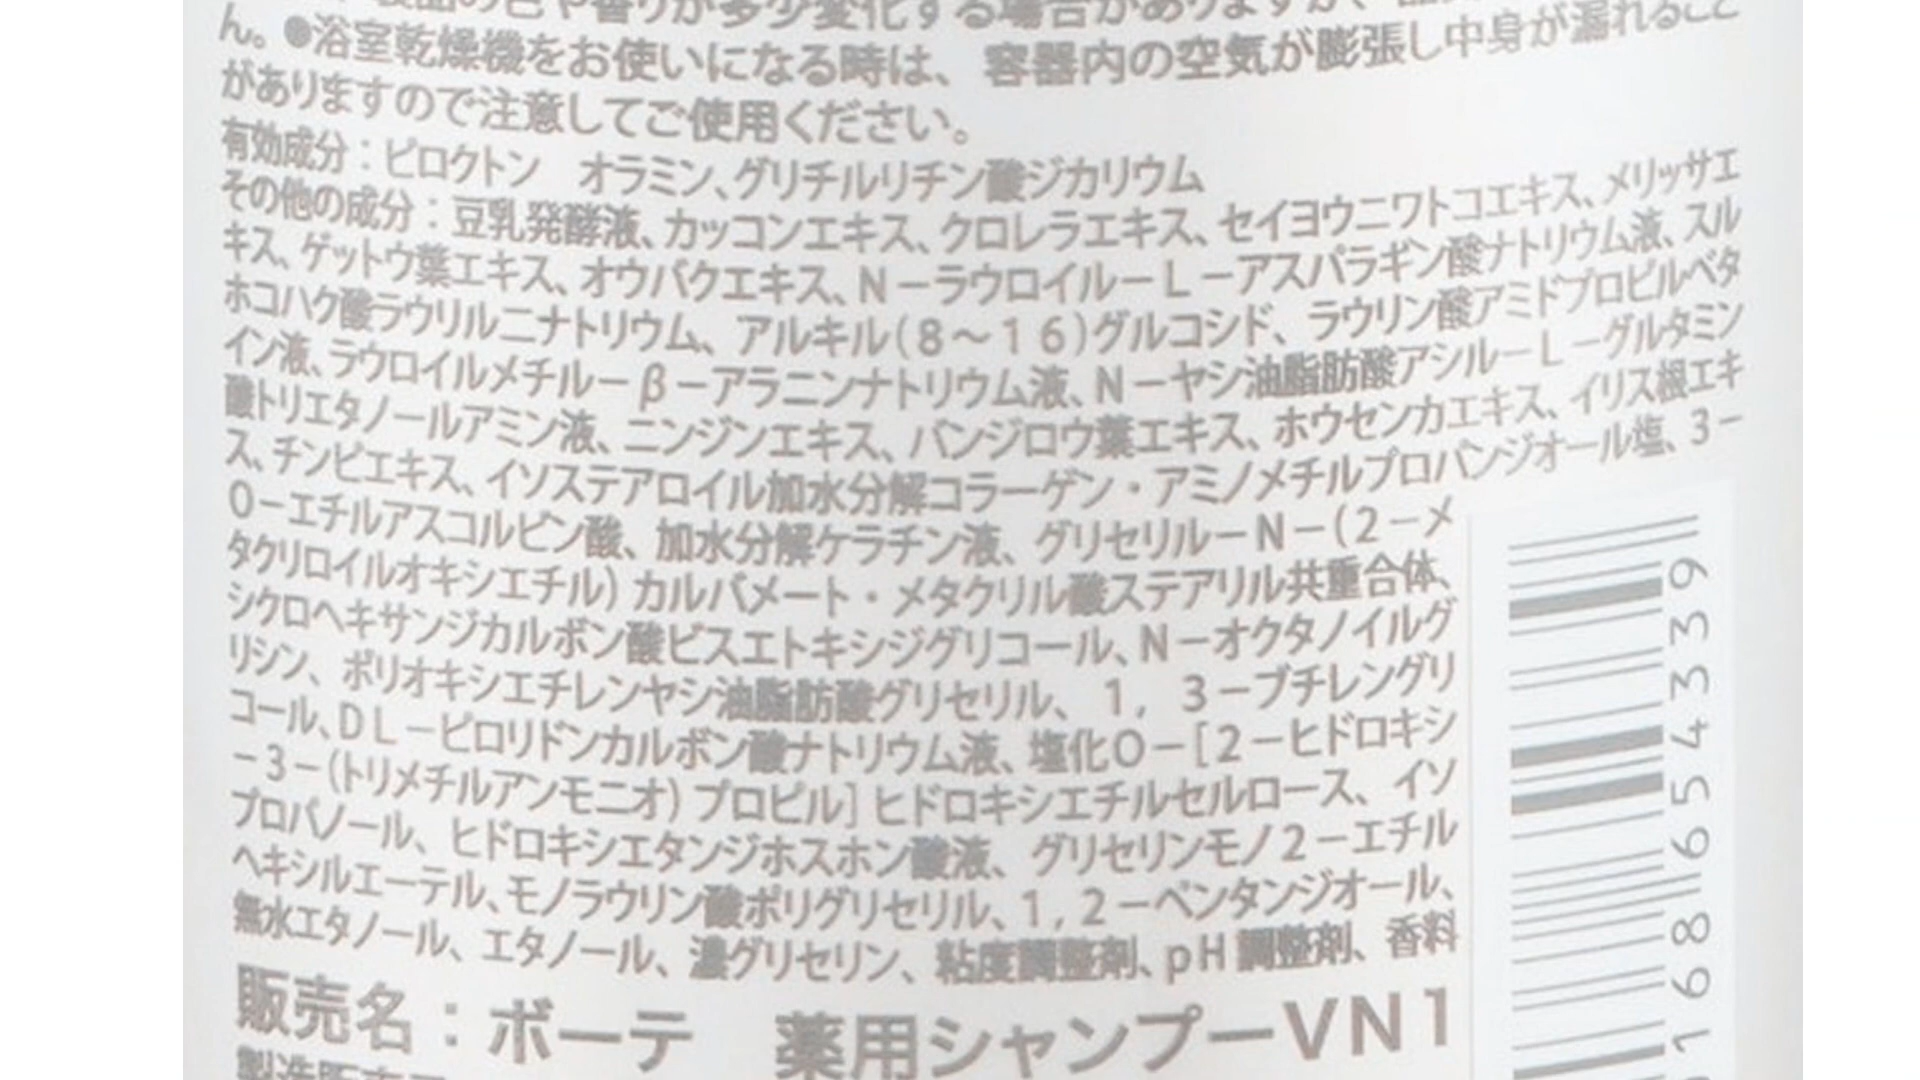 の色や香りが多少変化する場合がありますが、
ん。●浴室乾燥機をお使いになる時は、容器内の空気が膨張し中身が漏れること
がありますので注意してご使用ください。
有効成分：ピロクトン　オラミン、グリチルリチン酸ジカリウム
その他の成分：豆乳発酵液、カッコンエキス、クロレラエキス、セイヨウニワトコエキス、メリッサエ
キス、ゲットウ葉エキス、オウバクエキス、N－ラウロイル－L－アスパラギン酸ナトリウム液、スル
ホコハク酸ラウリル二ナトリウム、アルキル(8～16)グルコシド、ラウリン酸アミドプロピルベタ
イン液、ラウロイルメチル－β－アラニンナトリウム液、N－ヤシ油脂肪酸アシル－L－グルタミン
酸トリエタノールアミン液、ニンジンエキス、バンジロウ葉エキス、ホウセンカエキス、イリス根エキ
ス、チンピエキス、イソステアロイル加水分解コラーゲン・アミノメチルプロパンジオール塩、3－
O－エチルアスコルビン酸、加水分解ケラチン液、グリセリル－N－(2－メ
タクリロイルオキシエチル)カルバメート・メタクリル酸ステアリル共重合体、
シクロヘキサンジカルボン酸ビスエトキシジグリコール、N－オクタノイルグ
リシン、ポリオキシエチレンヤシ油脂肪酸グリセリル、1，3－ブチレングリ
コール、DL－ピロリドンカルボン酸ナトリウム液、塩化O－[2－ヒドロキシ
－3－(トリメチルアンモニオ)プロピル]ヒドロキシエチルセルロース、イソ
プロパノール、ヒドロキシエタンジホスホン酸液、グリセリンモノ2－エチル
ヘキシルエーテル、モノラウリン酸ポリグリセリル、1,2－ペンタンジオール、
無水エタノール、エタノール、濃グリセリン、粘度調整剤、pH調整剤、香料
販売名：ボーテ　薬用シャンプーVN1
168654339